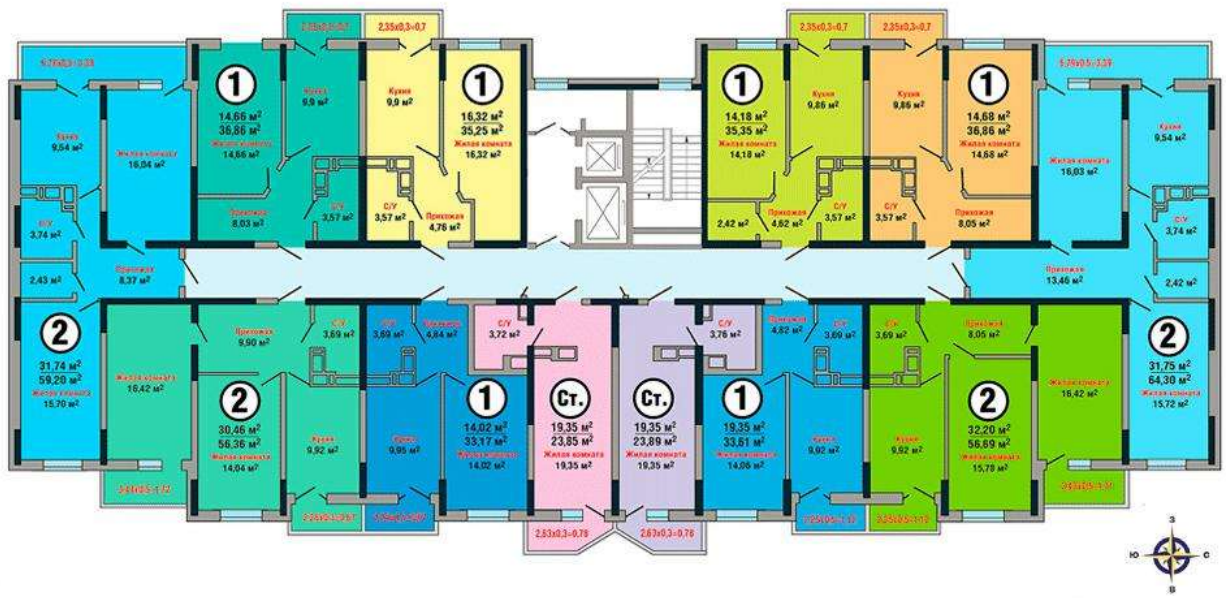 2,35x0,3=0,7
2,35x0,3=0,7
2,35x0,3=0,7
1
14,66 м²
36,86 м²
Жилая комната
14,66 м²
Кухня
9,9 м²
Кухня
9,9 м²
1
16,32 м²
35,25 м²
Жилая комната
16,32 м²
1
14,18 м²
35,35 м²
Жилая комната
14,18 м²
Кухня
9,86 м²
Кухня
9,86 м²
1
14,68 м²
36,86 м²
Жилая комната
14,68 м²
Кухня
9,54 м²
Жилая комната
16,04 м²
Жилая комната
16,03 м²
Кухня
9,54 м²
С/У
3,74 м²
Прихожая
8,03 м²
С/У
3,57 м²
С/У
3,57 м²
Прихожая
4,76 м²
2,42 м²
Прихожая
4,62 м²
С/У
3,57 м²
С/У
3,57 м²
Прихожая
8,05 м²
С/У
3,74 м²
2,43 м²
Прихожая
8,37 м²
Прихожая
13,46 м²
2,42 м²
2
31,74 м²
59,20 м²
Жилая комната
15,70 м²
Жилая комната
16,42 м²
Прихожая
9,90 м²
С/У
3,69 м²
С/У
3,69 м²
Прихожая
4,84 м²
С/У
3,72 м²
С/У
3,76 м²
Прихожая
4,82 м²
С/У
3,69 м²
С/У
3,69 м²
Прихожая
8,05 м²
Жилая комната
16,42 м²
2
31,75 м²
64,30 м²
Жилая комната
15,72 м²
2
30,46 м²
56,36 м²
Жилая комната
14,04 м²
Кухня
9,92 м²
Кухня
9,95 м²
1
14,02 м²
33,17 м²
Жилая комната
14,02 м²
Ст.
19,35 м²
23,85 м²
Жилая комната
19,35 м²
Ст.
19,35 м²
23,89 м²
Жилая комната
19,35 м²
1
19,35 м²
33,61 м²
Жилая комната
14,06 м²
Кухня
9,92 м²
Кухня
9,92 м²
2
32,20 м²
56,69 м²
Жилая комната
15,78 м²
2,63x0,3=0,78
2,63x0,3=0,78
З
Ю
С
В